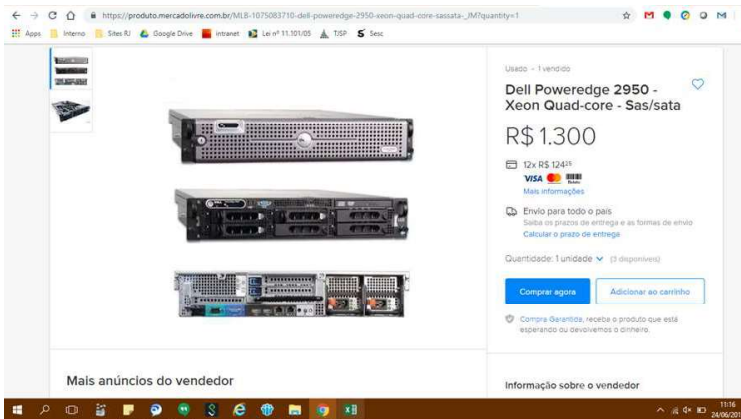 https://produto.mercadolivre.com.br/MLB-1075083710-dell-poweredge-2950-xeon-quad-core-sassata-_JM?quantity=1
Apps
Interno
Sites RJ
Google Drive
intranet
Lei nº 11.101/05
TJSP
Sesc
Usado - 1 vendido
Dell Poweredge 2950 -
Xeon Quad-core - Sas/sata
R$ 1.300
12x R$ 124²⁵
VISA
Mais informações
Envio para todo o país
Saiba os prazos de entrega e as formas de envio
Calcular o prazo de entrega
Quantidade: 1 unidade (3 disponíveis)
Comprar agora
Adicionar ao carrinho
Compra Garantida, receba o produto que está
esperando ou devolvemos o dinheiro.
Mais anúncios do vendedor
Informação sobre o vendedor
11:16